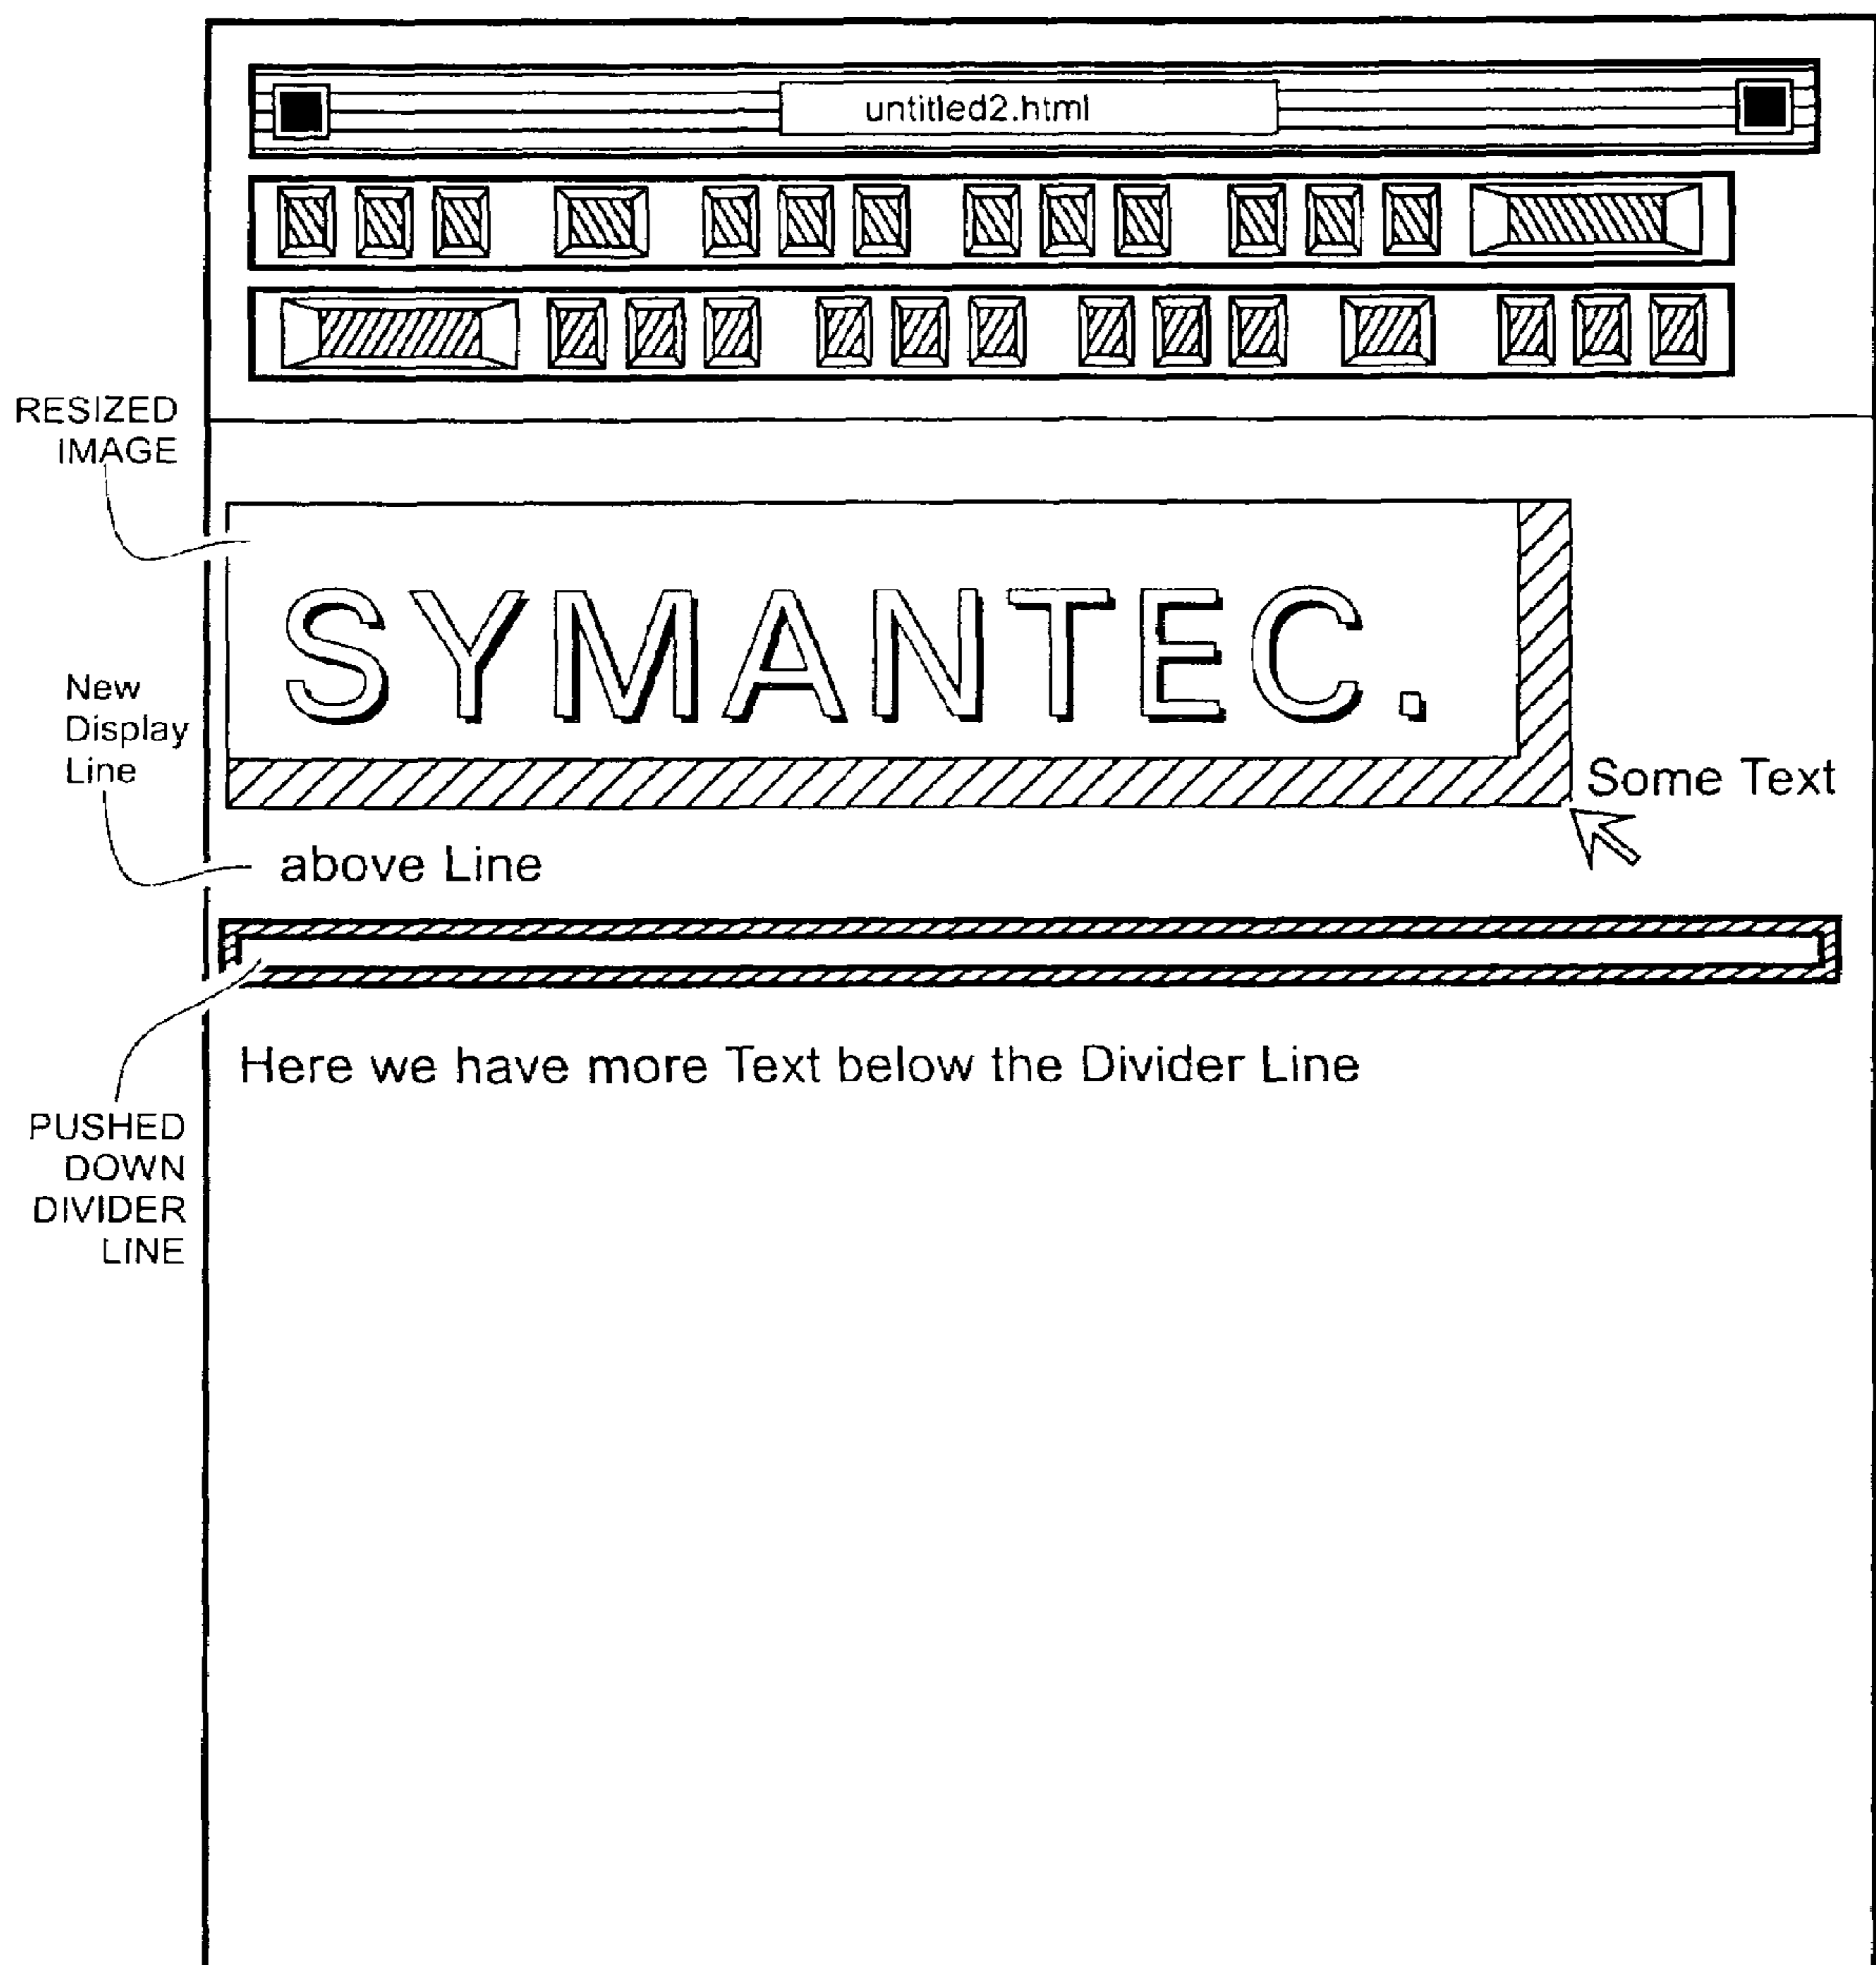 untitled2.html
RESIZED
IMAGE
SYMANTEC.
New
Display
Line
Some Text
above Line
Here we have more Text below the Divider Line
PUSHED
DOWN
DIVIDER
LINE